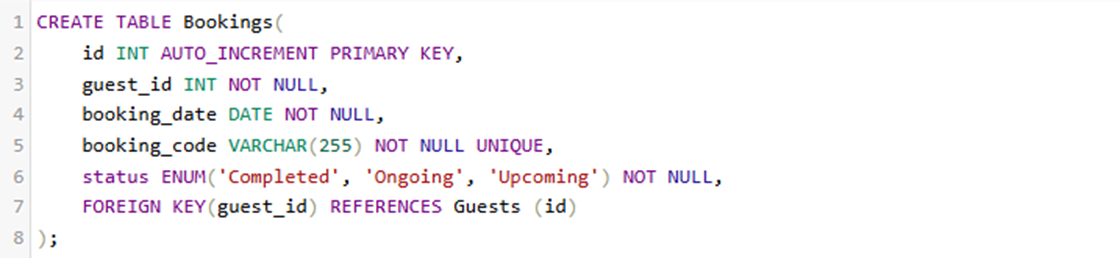 1 CREATE TABLE Bookings(
2     id INT AUTO_INCREMENT PRIMARY KEY,
3     guest_id INT NOT NULL,
4     booking_date DATE NOT NULL,
5     booking_code VARCHAR(255) NOT NULL UNIQUE,
6     status ENUM('Completed', 'Ongoing', 'Upcoming') NOT NULL,
7     FOREIGN KEY(guest_id) REFERENCES Guests (id)
8 );